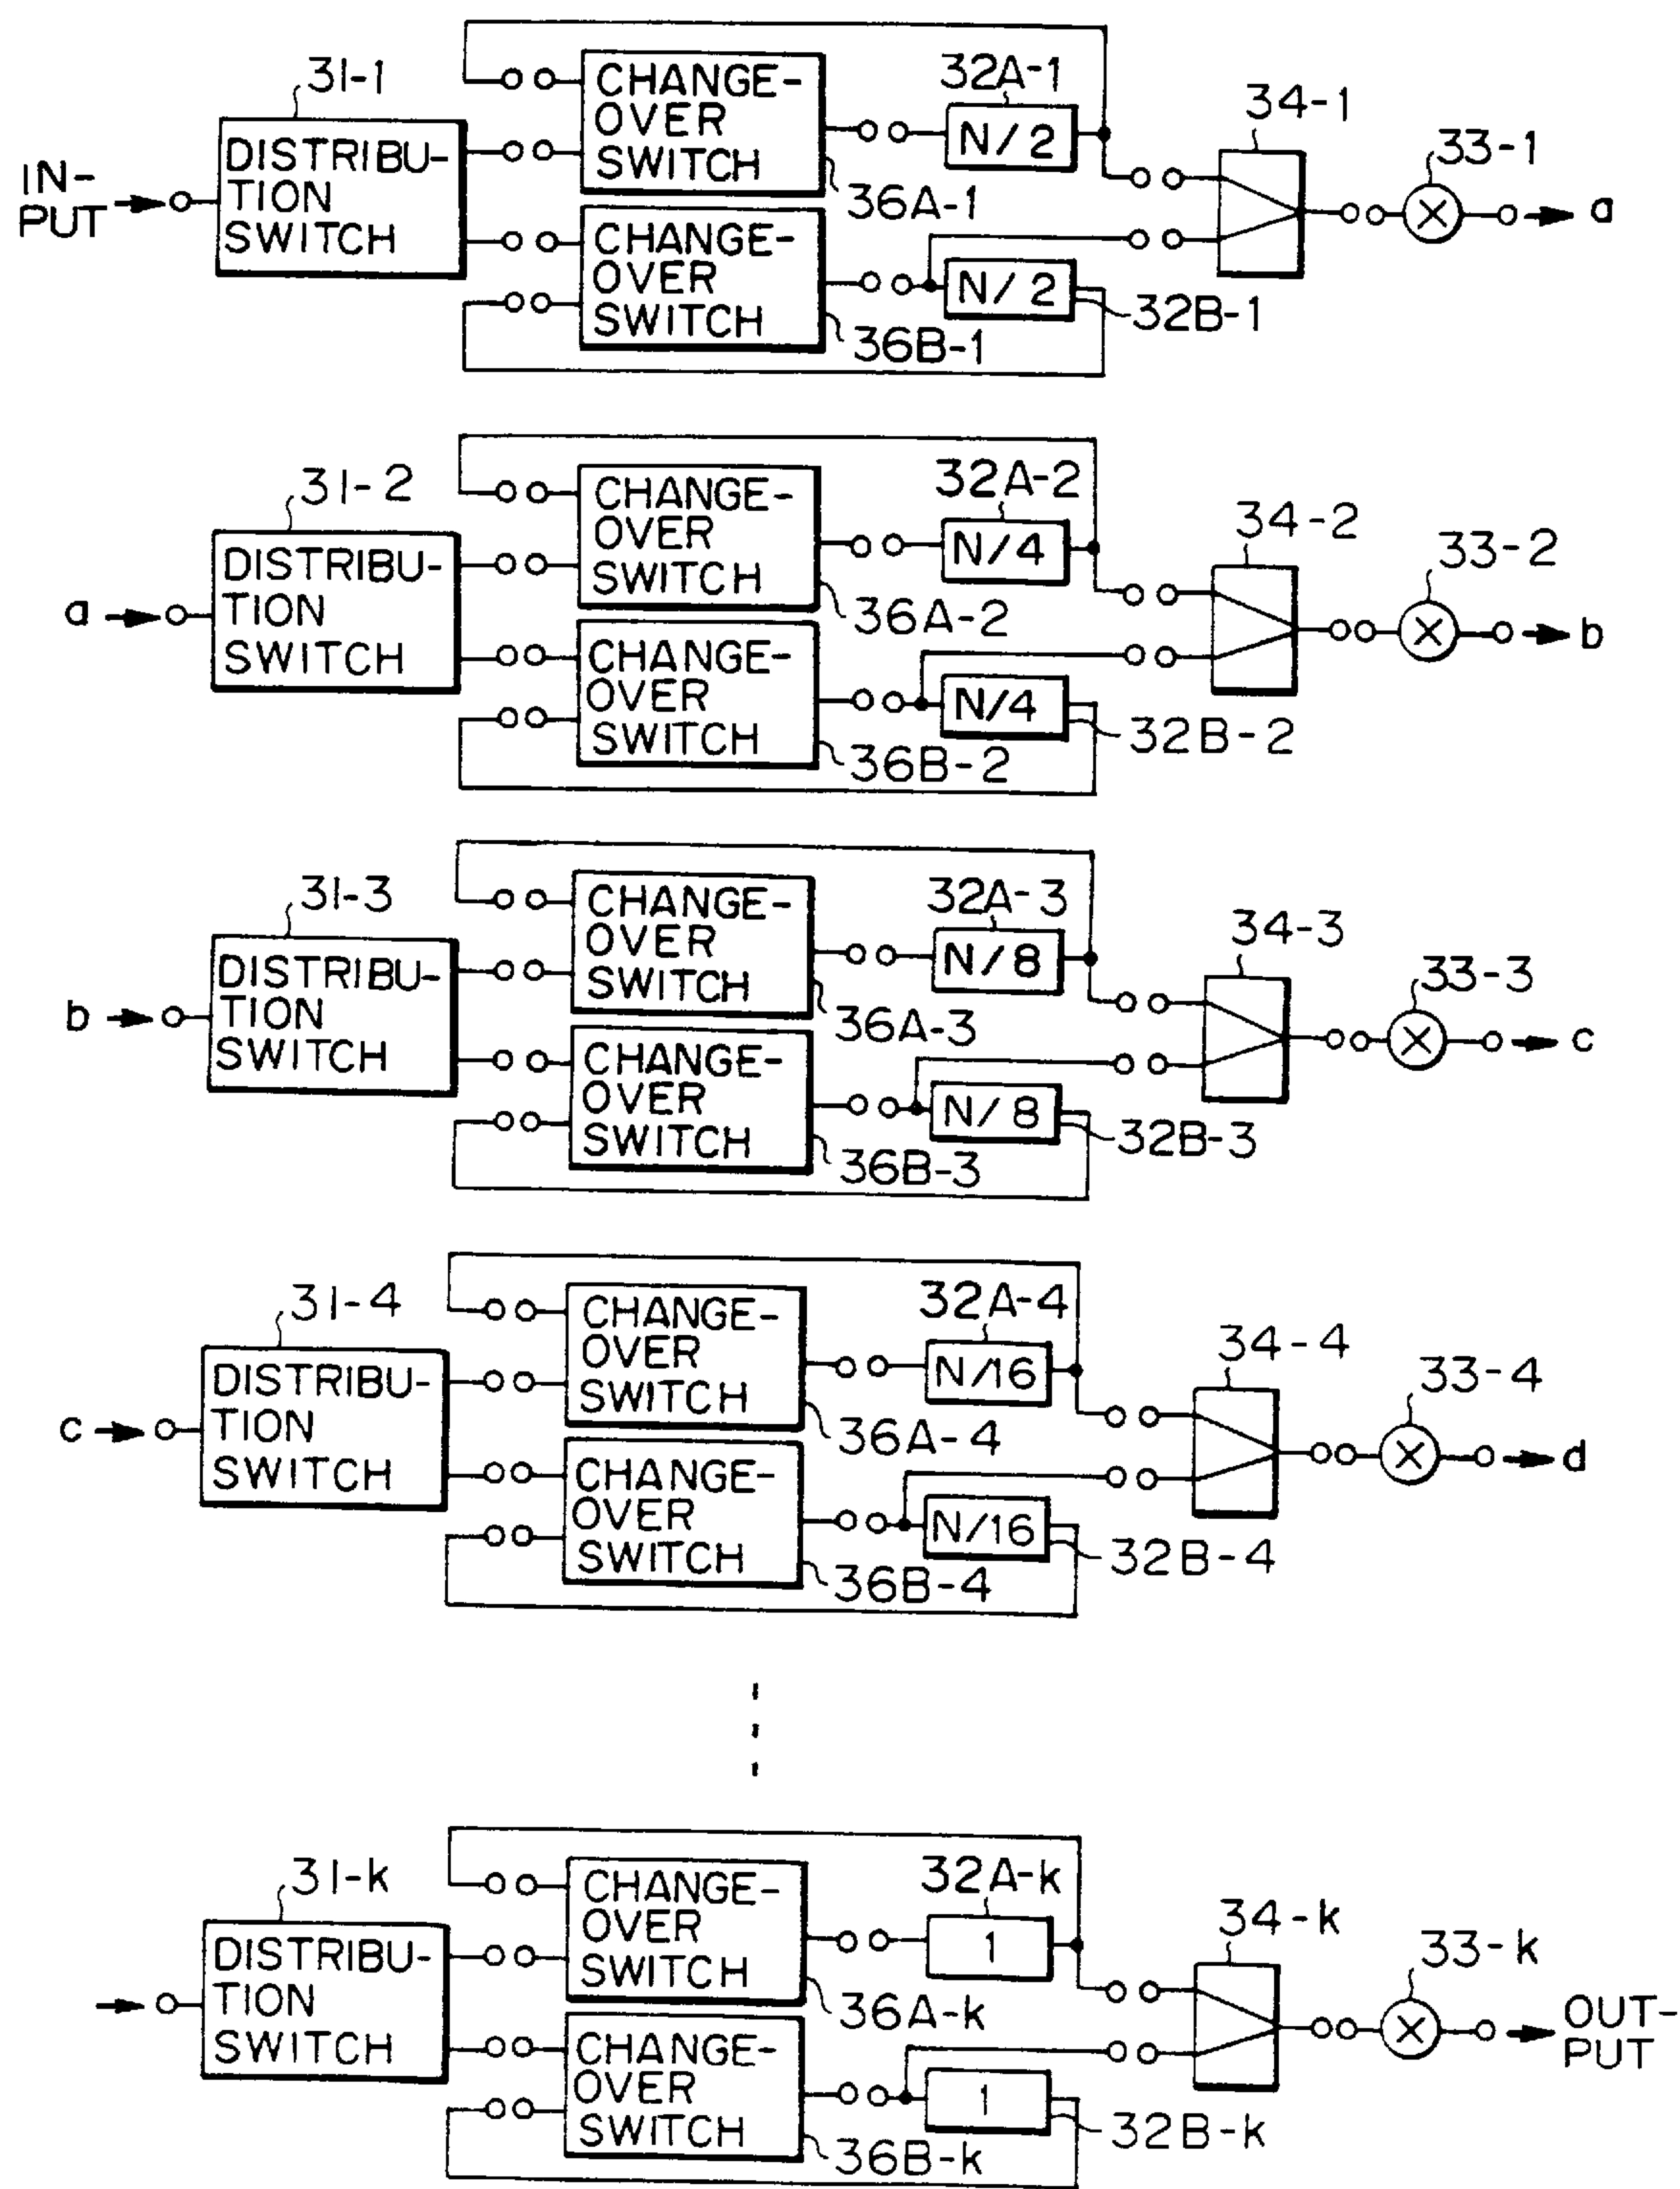 31-1
DISTRIBU-
TION
SWITCH
IN-
PUT
CHANGE-
OVER
SWITCH
36A-1
CHANGE-
OVER
SWITCH
36B-1
32A-1
N/2
N/2
32B-1
34-1
33-1
a
31-2
a
DISTRIBU-
TION
SWITCH
CHANGE-
OVER
SWITCH
36A-2
CHANGE-
OVER
SWITCH
36B-2
32A-2
N/4
N/4
32B-2
34-2
33-2
b
31-3
b
DISTRIBU-
TION
SWITCH
CHANGE-
OVER
SWITCH
36A-3
CHANGE-
OVER
SWITCH
36B-3
32A-3
N/8
N/8
32B-3
34-3
33-3
c
31-4
c
DISTRIBU-
TION
SWITCH
CHANGE-
OVER
SWITCH
36A-4
CHANGE-
OVER
SWITCH
36B-4
32A-4
N/16
N/16
32B-4
34-4
33-4
d
31-k
DISTRIBU-
TION
SWITCH
CHANGE-
OVER
SWITCH
36A-k
CHANGE-
OVER
SWITCH
36B-k
32A-k
1
1
32B-k
34-k
33-k
OUT-
PUT